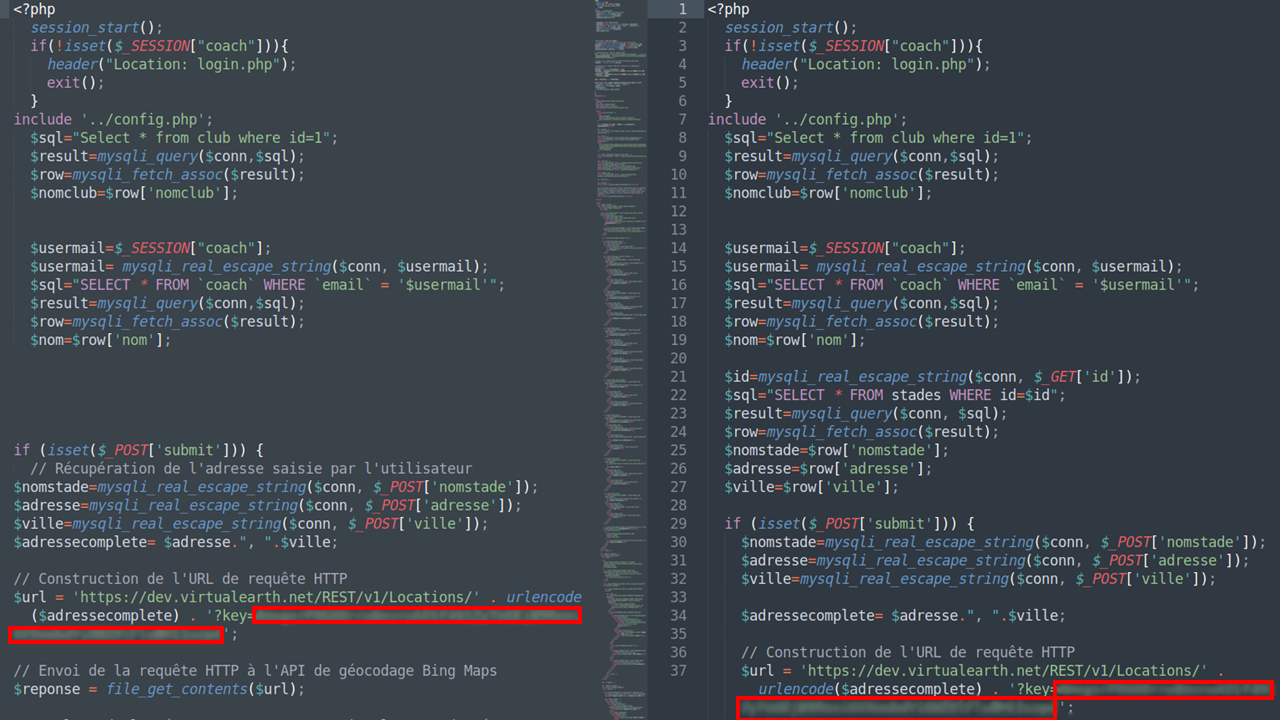 <?php
session_start();
if(!isset($_SESSION["coach"])){
header("Location: login.php");
exit();
}
include '../config.php';
$sql="Select * from club where id=1";
$result=mysqli_query($conn,$sql);
$row=mysqli_fetch_assoc($result);
$nomclub=$row['nomclub'];
$usermail=$_SESSION["coach"];
$usermail= mysqli_real_escape_string($conn, $usermail);
$sql="SELECT * FROM `coach` WHERE `email` = '$usermail'";
$result=mysqli_query($conn,$sql);
$row=mysqli_fetch_assoc($result);
$nom=$row['nom'];
if (isset($_POST['submit'])) {
// Récupération de l'adresse saisie par l'utilisateur
$nomstade=mysqli_real_escape_string($conn, $_POST['nomstade']);
$adresse=mysqli_real_escape_string($conn, $_POST['adresse']);
$ville=mysqli_real_escape_string($conn, $_POST['ville']);
$adressecomplete= $adresse.", ".$ville;
// Construction de l'URL de requête HTTP
$url = 'https://dev.virtualearth.net/REST/v1/Locations/' . urlencode
($adressecomplete) . '?key=
';
// Envoi de la requête HTTP à l'API de géocodage Bing Maps
$reponse = file_get_contents($url);
1 <?php
2 session_start();
3 if(!isset($_SESSION["coach"])){
4 header("Location: login.php");
5 exit();
6 }
7 include '../config.php';
8 $sql="Select * from club where id=1";
9 $result=mysqli_query($conn,$sql);
10 $row=mysqli_fetch_assoc($result);
11 $nomclub=$row['nomclub'];
12
13
14 $usermail=$_SESSION["coach"];
15 $usermail= mysqli_real_escape_string($conn, $usermail);
16 $sql="SELECT * FROM `coach` WHERE `email` = '$usermail'";
17 $result=mysqli_query($conn,$sql);
18 $row=mysqli_fetch_assoc($result);
19 $nom=$row['nom'];
20
21 $id=mysqli_real_escape_string($conn, $_GET['id']);
22 $sql="SELECT * FROM stades WHERE id=$id";
23 $result=mysqli_query($conn, $sql);
24 $row=mysqli_fetch_assoc($result);
25 $nomstade=$row['nomstade'];
26 $adresse=$row['adresse'];
27 $ville=$row['ville'];
28
29 if (isset($_POST['submit'])) {
30 $nomstade=mysqli_real_escape_string($conn, $_POST['nomstade']);
31 $adresse=mysqli_real_escape_string($conn, $_POST['adresse']);
32 $ville=mysqli_real_escape_string($conn, $_POST['ville']);
33
34 $adressecomplete= $adresse.", ".$ville;
35
36 // Construction de l'URL de requête HTTP
37 $url = 'https://dev.virtualearth.net/REST/v1/Locations/' .
urlencode($adressecomplete) . '?key=
';